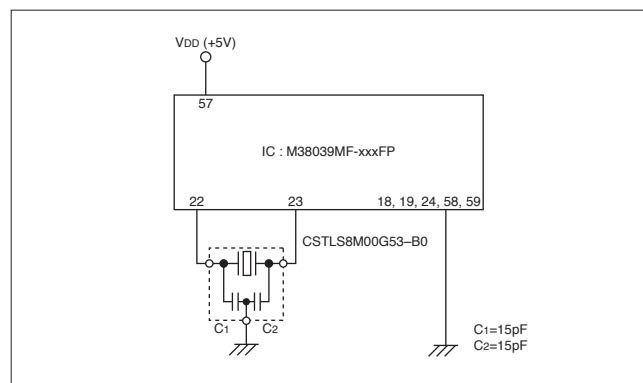 VDD (+5V)
57
IC : M38039MF-xxxFP
22
23
18, 19, 24, 58, 59
CSTLS8M00G53–B0
C1
C2
C1=15pF
C2=15pF